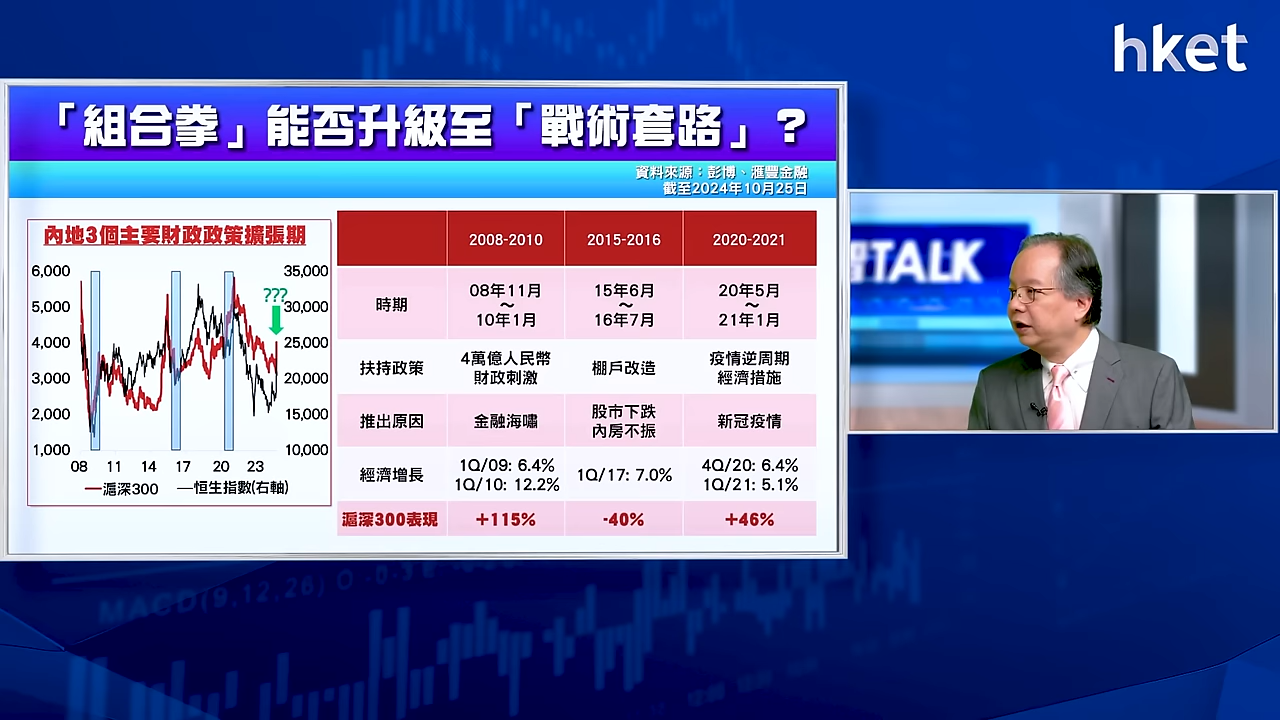 hket
「組合拳」能否升級至「戰術套路」?
資料來源：彭博、滙豐金融
截至2024年10月25日
內地3個主要財政政策擴張期
6,000
5,000
4,000
3,000
2,000
1,000
35,000
30,000
25,000
20,000
15,000
10,000
???
08 11 14 17 20 23
滬深300 恒生指數(右軸)
2008-2010 2015-2016 2020-2021
時期
08年11月
~
10年1月
15年6月
~
16年7月
20年5月
~
21年1月
扶持政策
4萬億人民幣
財政刺激
棚戶改造
疫情逆周期
經濟措施
推出原因
金融海嘯
股市下跌
內房不振
新冠疫情
經濟增長
1Q/09: 6.4%
1Q/10: 12.2%
1Q/17: 7.0%
4Q/20: 6.4%
1Q/21: 5.1%
滬深300表現 +115% -40% +46%
TALK
MACD(9,12,26)